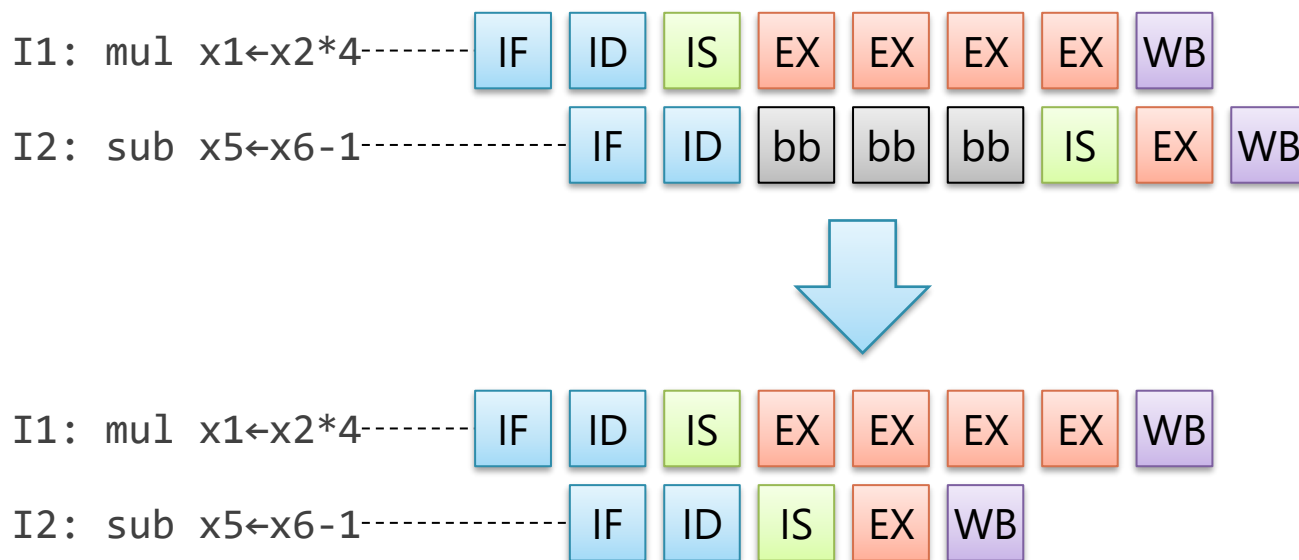 I1: mul x1←x2*4 IF ID IS EX EX EX EX WB
I2: sub x5←x6-1 IF ID bb bb bb IS EX WB
I1: mul x1←x2*4 IF ID IS EX EX EX EX WB
I2: sub x5←x6-1 IF ID IS EX WB